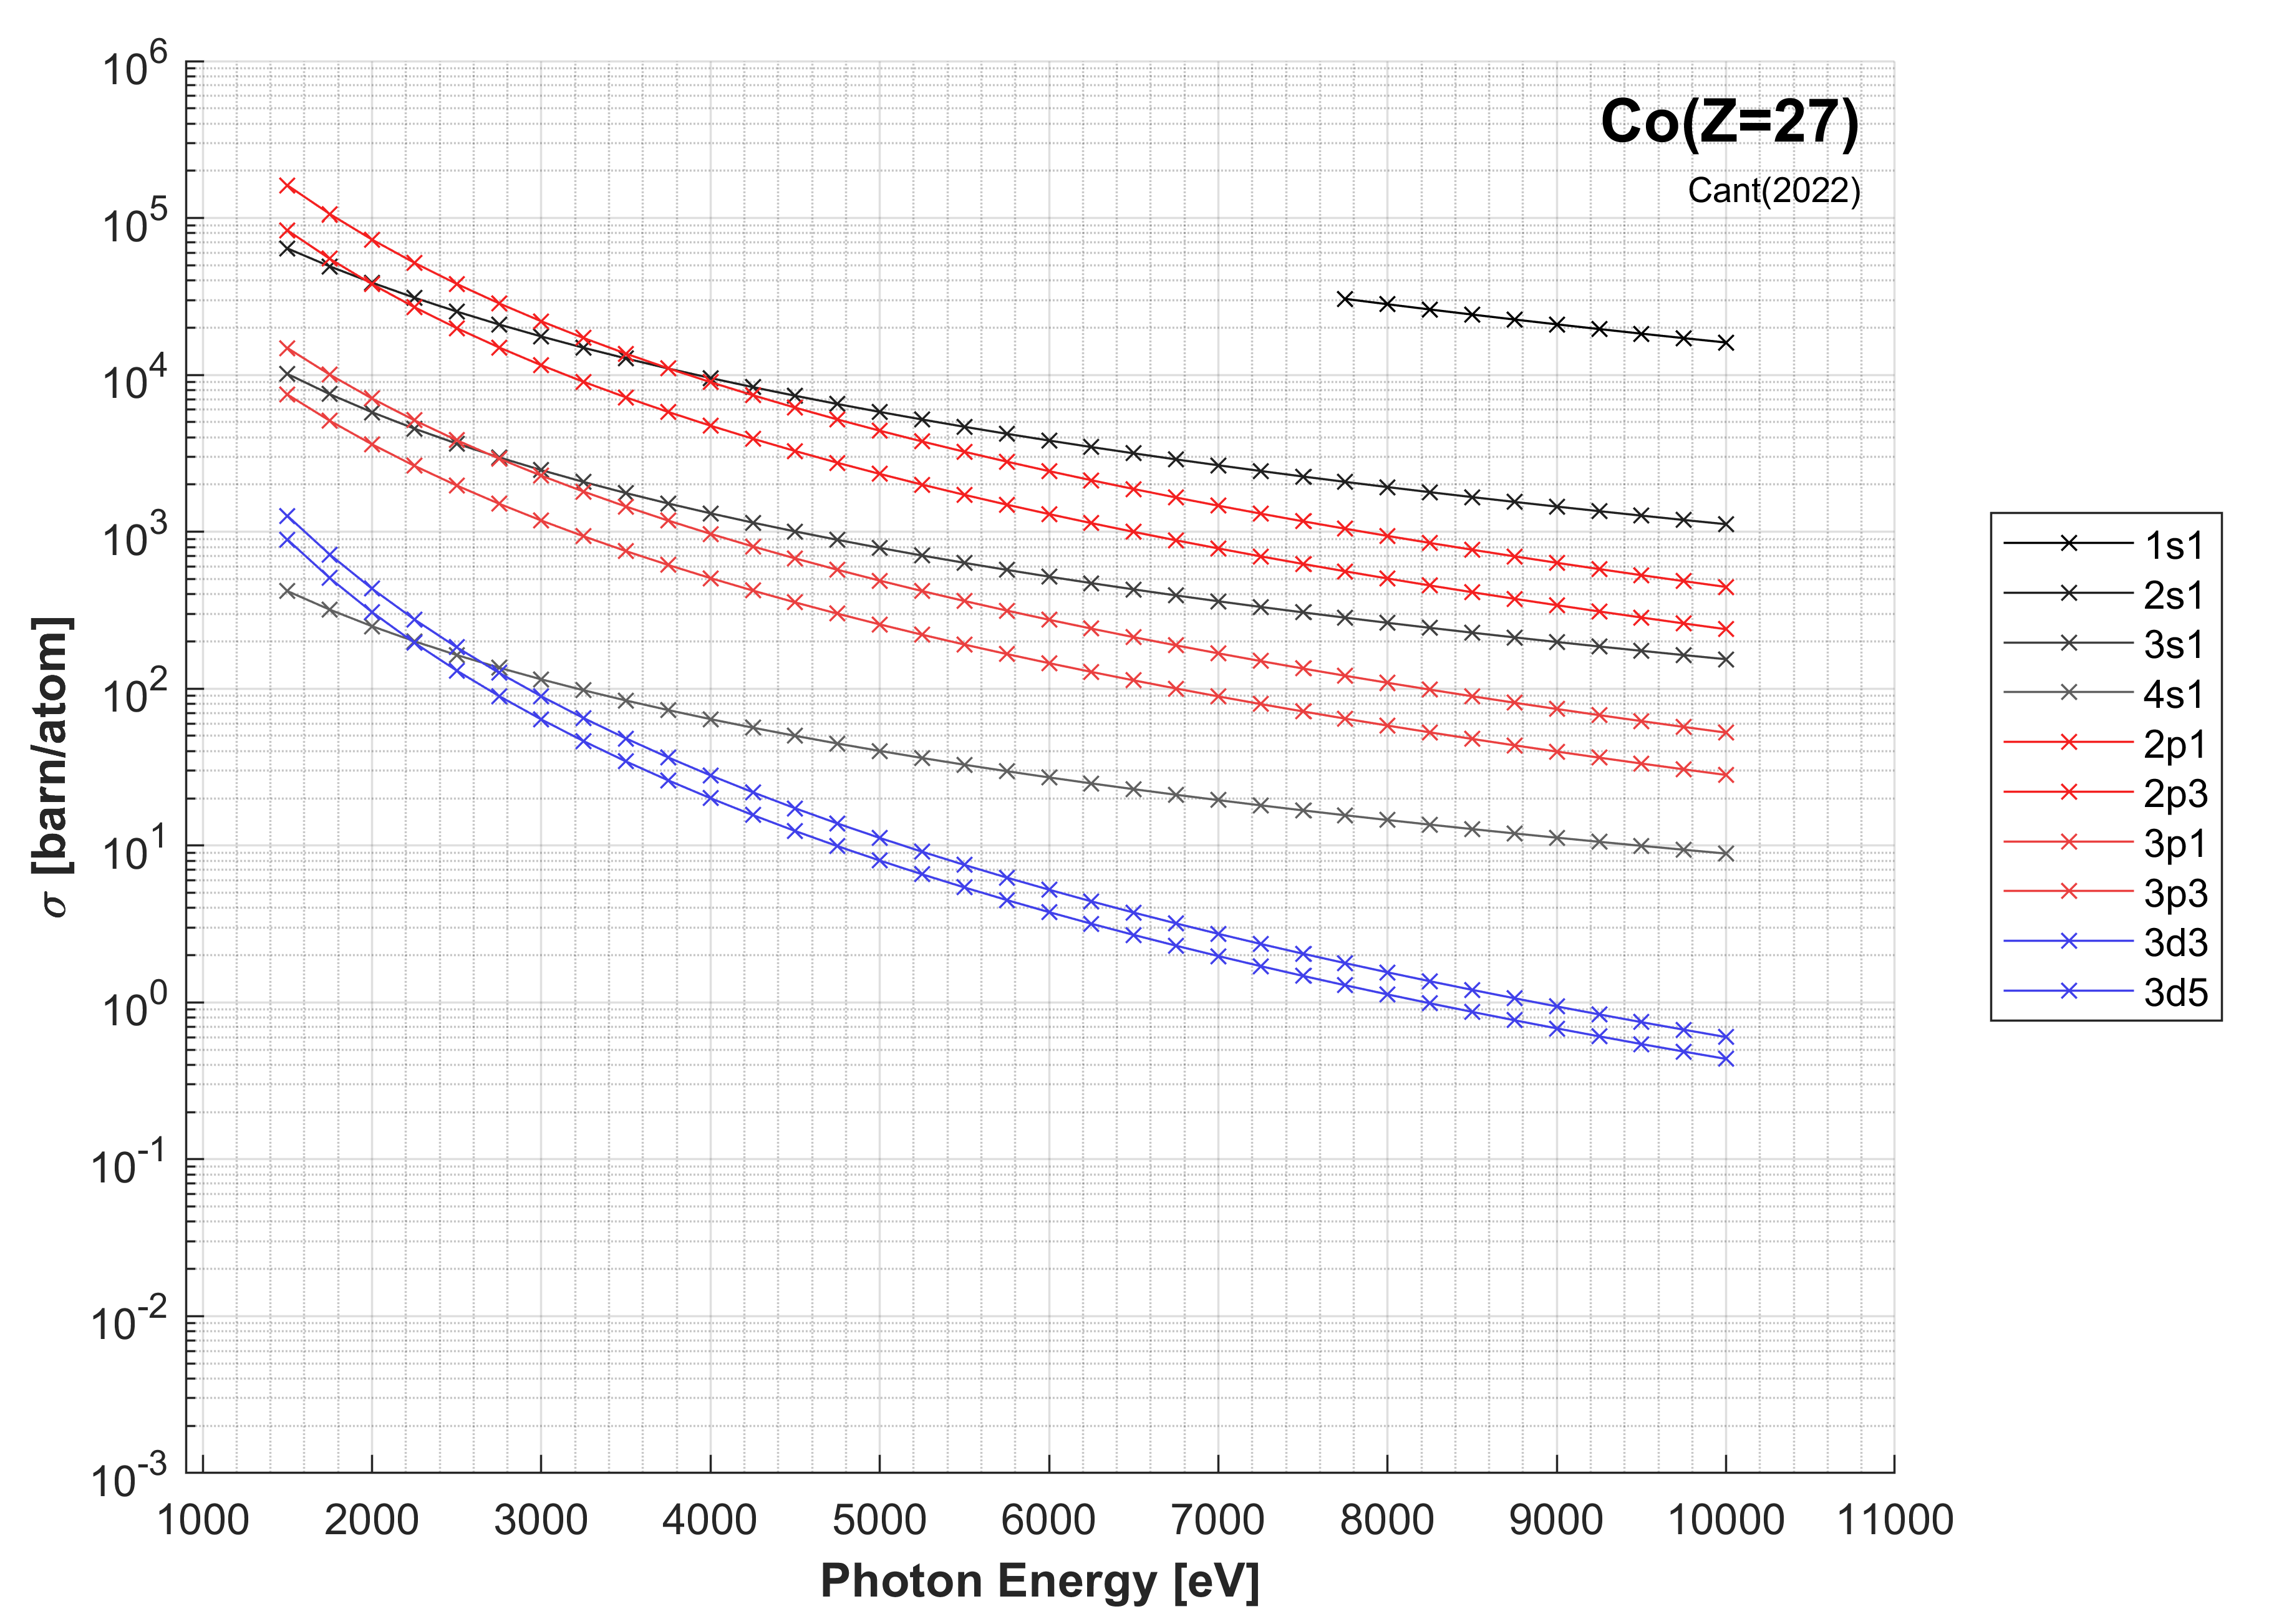 Co(Z=27)
Cant(2022)
10^6
10^5
10^4
10^3
10^2
10^1
10^0
10^-1
10^-2
10^-3
σ [barn/atom]
1000 2000 3000 4000 5000 6000 7000 8000 9000 10000 11000
Photon Energy [eV]
1s1
2s1
3s1
4s1
2p1
2p3
3p1
3p3
3d3
3d5